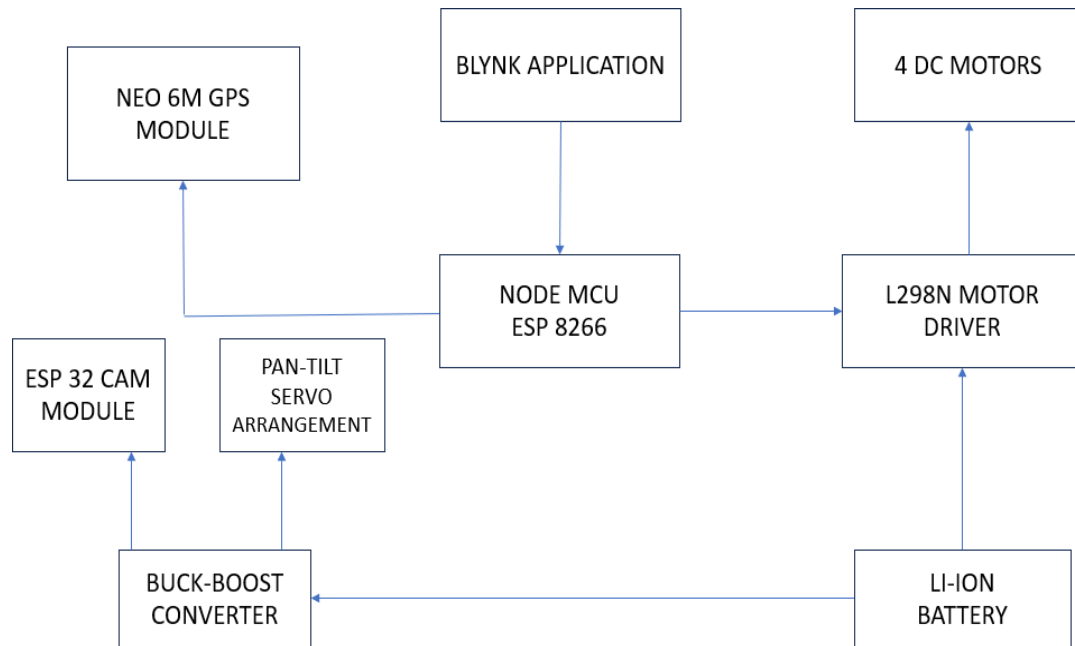 BLYNK APPLICATION
4 DC MOTORS
NEO 6M GPS
MODULE
NODE MCU
ESP 8266
L298N MOTOR
DRIVER
ESP 32 CAM
MODULE
PAN-TILT
SERVO
ARRANGEMENT
BUCK-BOOST
CONVERTER
LI-ION
BATTERY